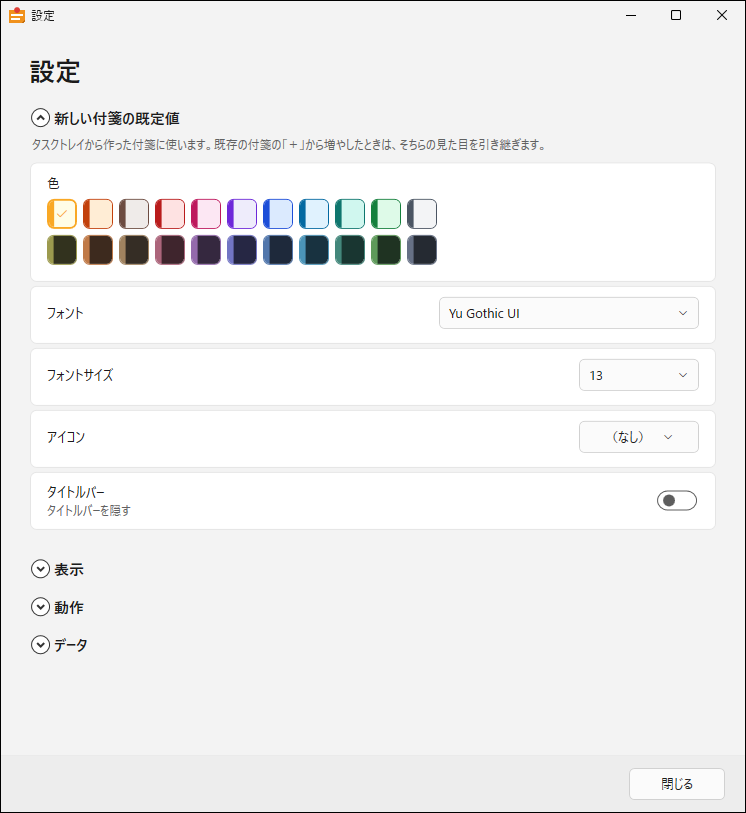 設定
設定
新しい付箋の既定値
タスクトレイから作った付箋に使います。既存の付箋の「＋」から増やしたときは、そちらの見た目を引き継ぎます。
色
フォント
Yu Gothic UI
フォントサイズ
13
アイコン
（なし）
タイトルバー
タイトルバーを隠す
表示
動作
データ
閉じる